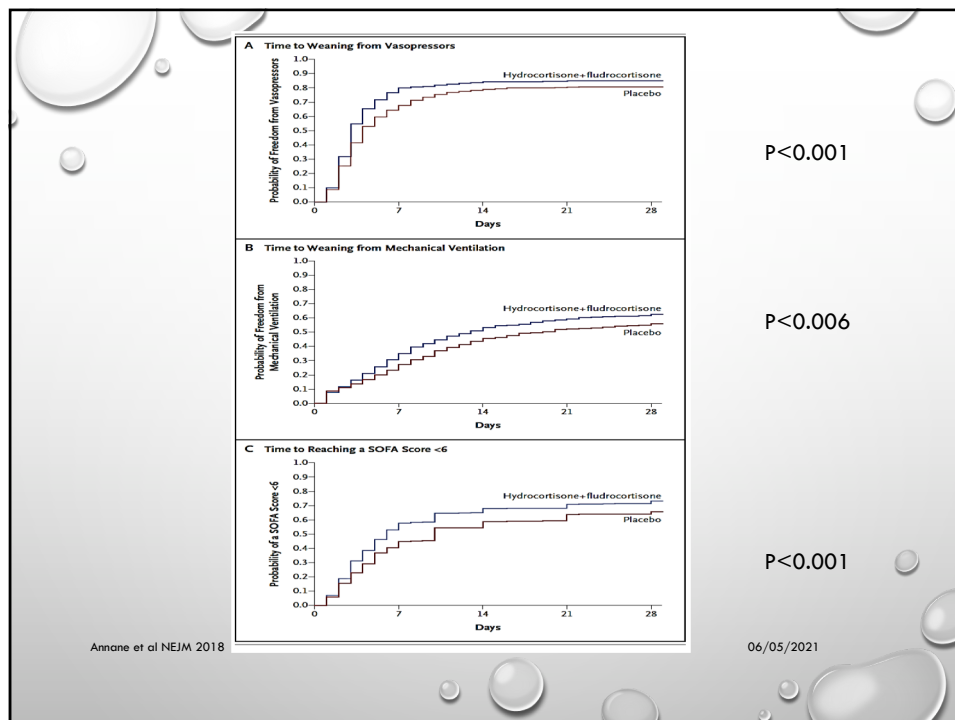 A Time to Weaning from Vasopressors
Probability of Freedom from Vasopressors
1.0
0.9
0.8
0.7
0.6
0.5
0.4
0.3
0.2
0.1
0.0
Hydrocortisone+fludrocortisone
Placebo
0 7 14 21 28
Days
P<0.001
B Time to Weaning from Mechanical Ventilation
Probability of Freedom from
Mechanical Ventilation
1.0
0.9
0.8
0.7
0.6
0.5
0.4
0.3
0.2
0.1
0.0
Hydrocortisone+fludrocortisone
Placebo
0 7 14 21 28
Days
P<0.006
C Time to Reaching a SOFA Score <6
Probability of a SOFA Score <6
1.0
0.9
0.8
0.7
0.6
0.5
0.4
0.3
0.2
0.1
0.0
Hydrocortisone+fludrocortisone
Placebo
0 7 14 21 28
Days
P<0.001
Annane et al NEJM 2018
06/05/2021